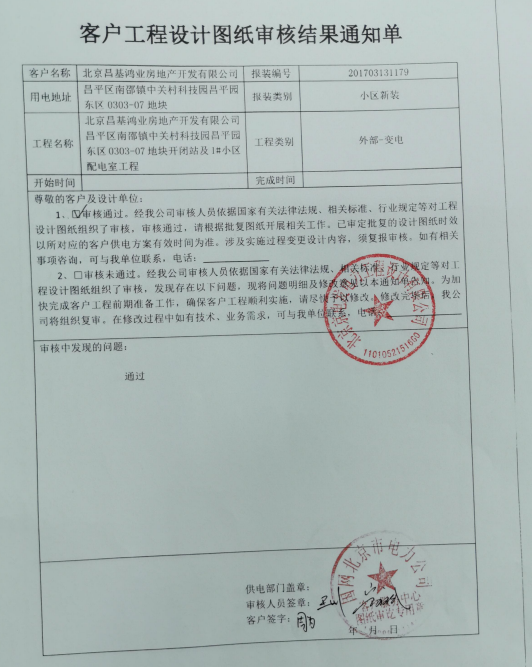 客户工程设计图纸审核结果通知单
客户名称 北京昌基鸿业房地产开发有限公司 报装编号 201703131179
用电地址 昌平区南邵镇中关村科技园昌平园东区 0303-07 地块 报装类别 小区新装
工程名称 北京昌基鸿业房地产开发有限公司昌平区南邵镇中关村科技园昌平园东区 0303-07 地块开闭站及 1#小区配电室工程 工程类别 外部-变电
开始时间 完成时间
尊敬的客户及设计单位:
1、☑审核通过。经我公司审核人员依据国家有关法律法规、相关标准、行业规定等对工
程设计图纸组织了审核,审核通过,请根据批复图纸开展相关工作。已审定批复的设计图纸时效
以所对应的客户供电方案有效时间为准。涉及实施过程变更设计内容,须复报审核。如有相关
事项咨询,可与我单位联系,电话:
2、□审核未通过。经我公司审核人员依据国家有关法律法规、相关标准、行业规定等对工
程设计图纸组织了审核,发现存在以下问题,现将问题明细及修改意见以本通知单告知。为加
快完成客户工程前期准备工作,确保客户工程顺利实施,请尽快予以修改,修改完毕后,我公
司将组织复审。在修改过程中如有技术、业务需求,可与我单位联系,电话
1101052151660
审核中发现的问题:
通过
国网北京市电力公司
供电部门盖章:
审核人员签章:
客户签字:
图纸审讫专用章
年 月 日